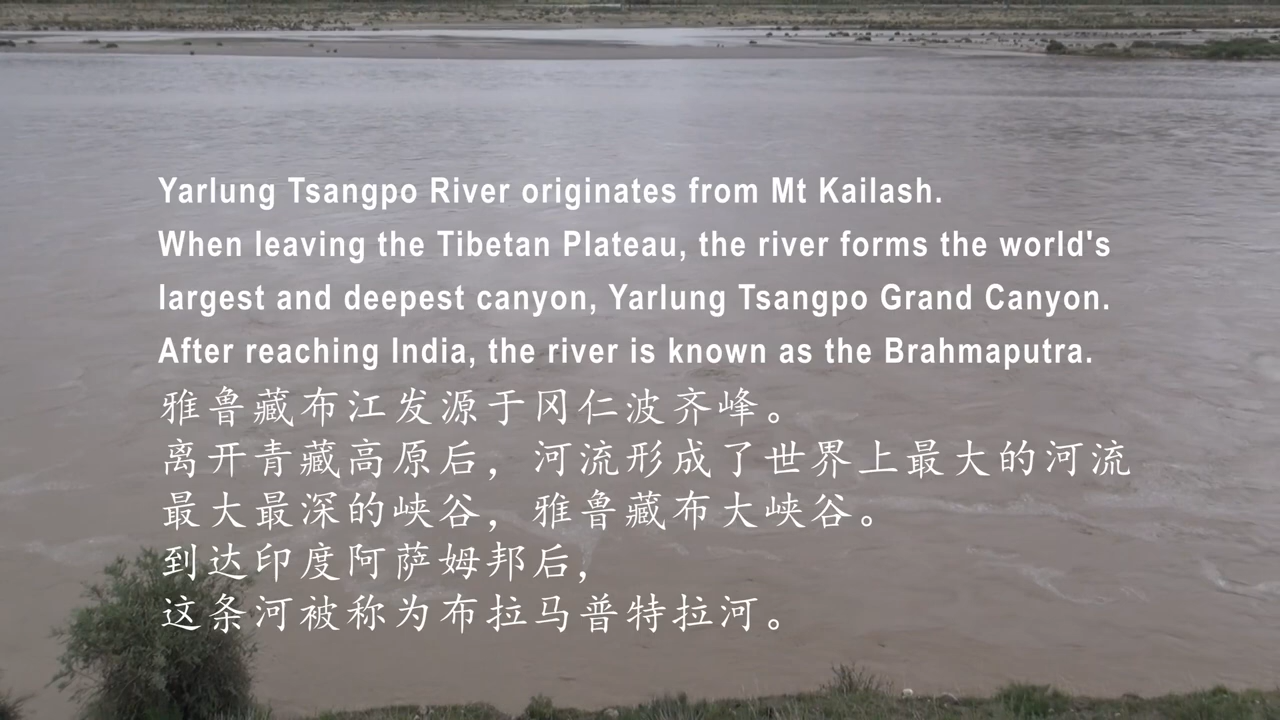 Yarlung Tsangpo River originates from Mt Kailash.
When leaving the Tibetan Plateau, the river forms the world's
largest and deepest canyon, Yarlung Tsangpo Grand Canyon.
After reaching India, the river is known as the Brahmaputra.
雅鲁藏布江发源于冈仁波齐峰。
离开青藏高原后，河流形成了世界上最大的河流
最大最深的峡谷，雅鲁藏布大峡谷。
到达印度阿萨姆邦后，
这条河被称为布拉马普特拉河。